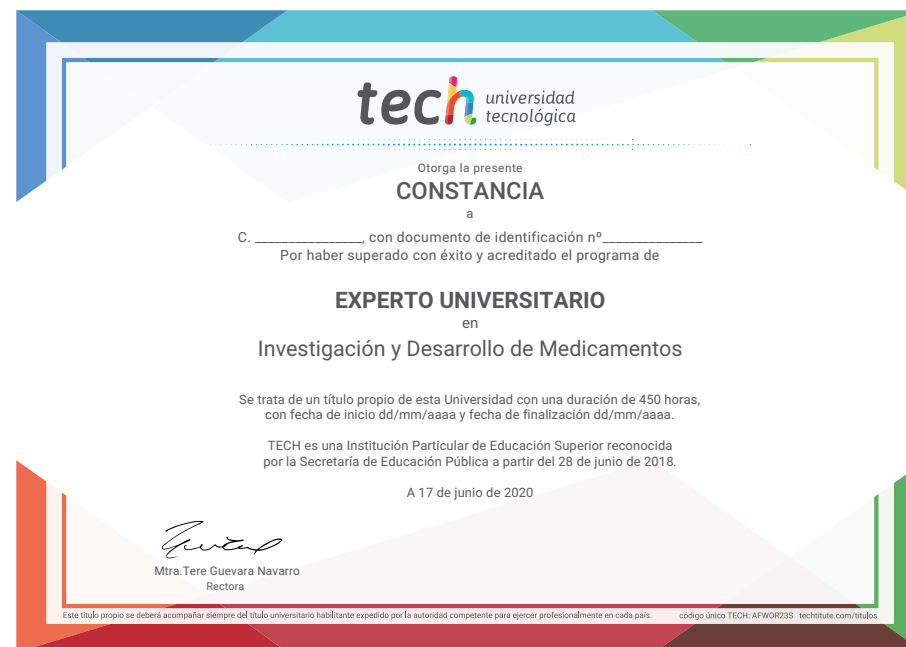 tech universidad
tecnológica
Otorga la presente
CONSTANCIA
a
C. ________________, con documento de identificación nº_______________
Por haber superado con éxito y acreditado el programa de
EXPERTO UNIVERSITARIO
en
Investigación y Desarrollo de Medicamentos
Se trata de un título propio de esta Universidad con una duración de 450 horas,
con fecha de inicio dd/mm/aaaa y fecha de finalización dd/mm/aaaa.
TECH es una Institución Particular de Educación Superior reconocida
por la Secretaría de Educación Pública a partir del 28 de junio de 2018.
A 17 de junio de 2020
Mtra.Tere Guevara Navarro
Rectora
Este título propio se deberá acompañar siempre del título universitario habilitante expedido por la autoridad competente para ejercer profesionalmente en cada país. código único TECH: AFWOR23S techtitute.com/titulos